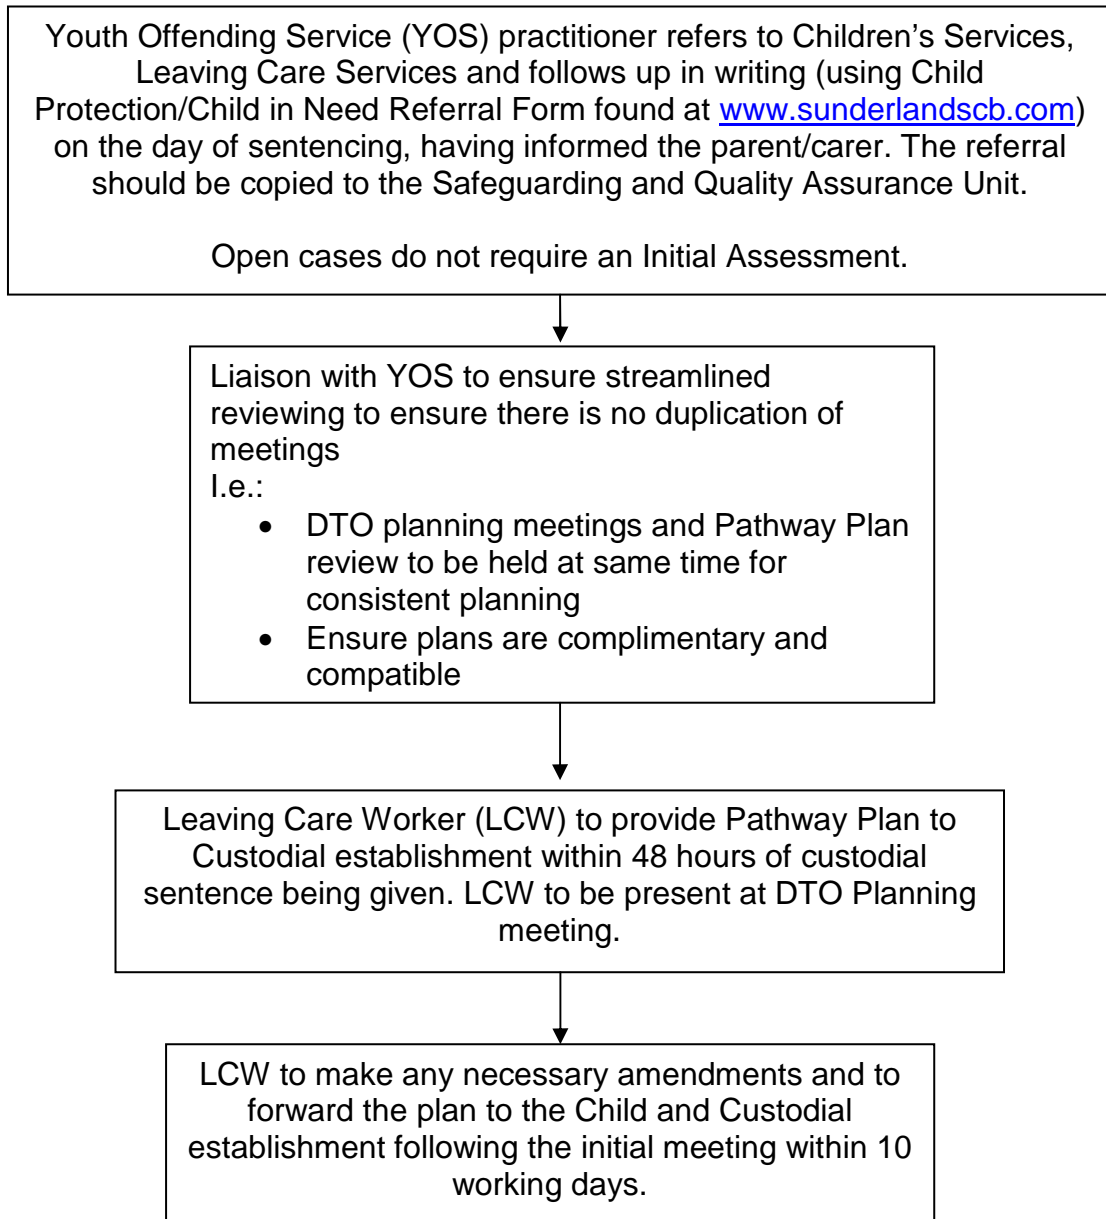 Youth Offending Service (YOS) practitioner refers to Children’s Services,
Leaving Care Services and follows up in writing (using Child
Protection/Child in Need Referral Form found at www.sunderlandscb.com)
on the day of sentencing, having informed the parent/carer. The referral
should be copied to the Safeguarding and Quality Assurance Unit.
Open cases do not require an Initial Assessment.
Liaison with YOS to ensure streamlined
reviewing to ensure there is no duplication of
meetings
I.e.:
• DTO planning meetings and Pathway Plan
review to be held at same time for
consistent planning
• Ensure plans are complimentary and
compatible
Leaving Care Worker (LCW) to provide Pathway Plan to
Custodial establishment within 48 hours of custodial
sentence being given. LCW to be present at DTO Planning
meeting.
LCW to make any necessary amendments and to
forward the plan to the Child and Custodial
establishment following the initial meeting within 10
working days.